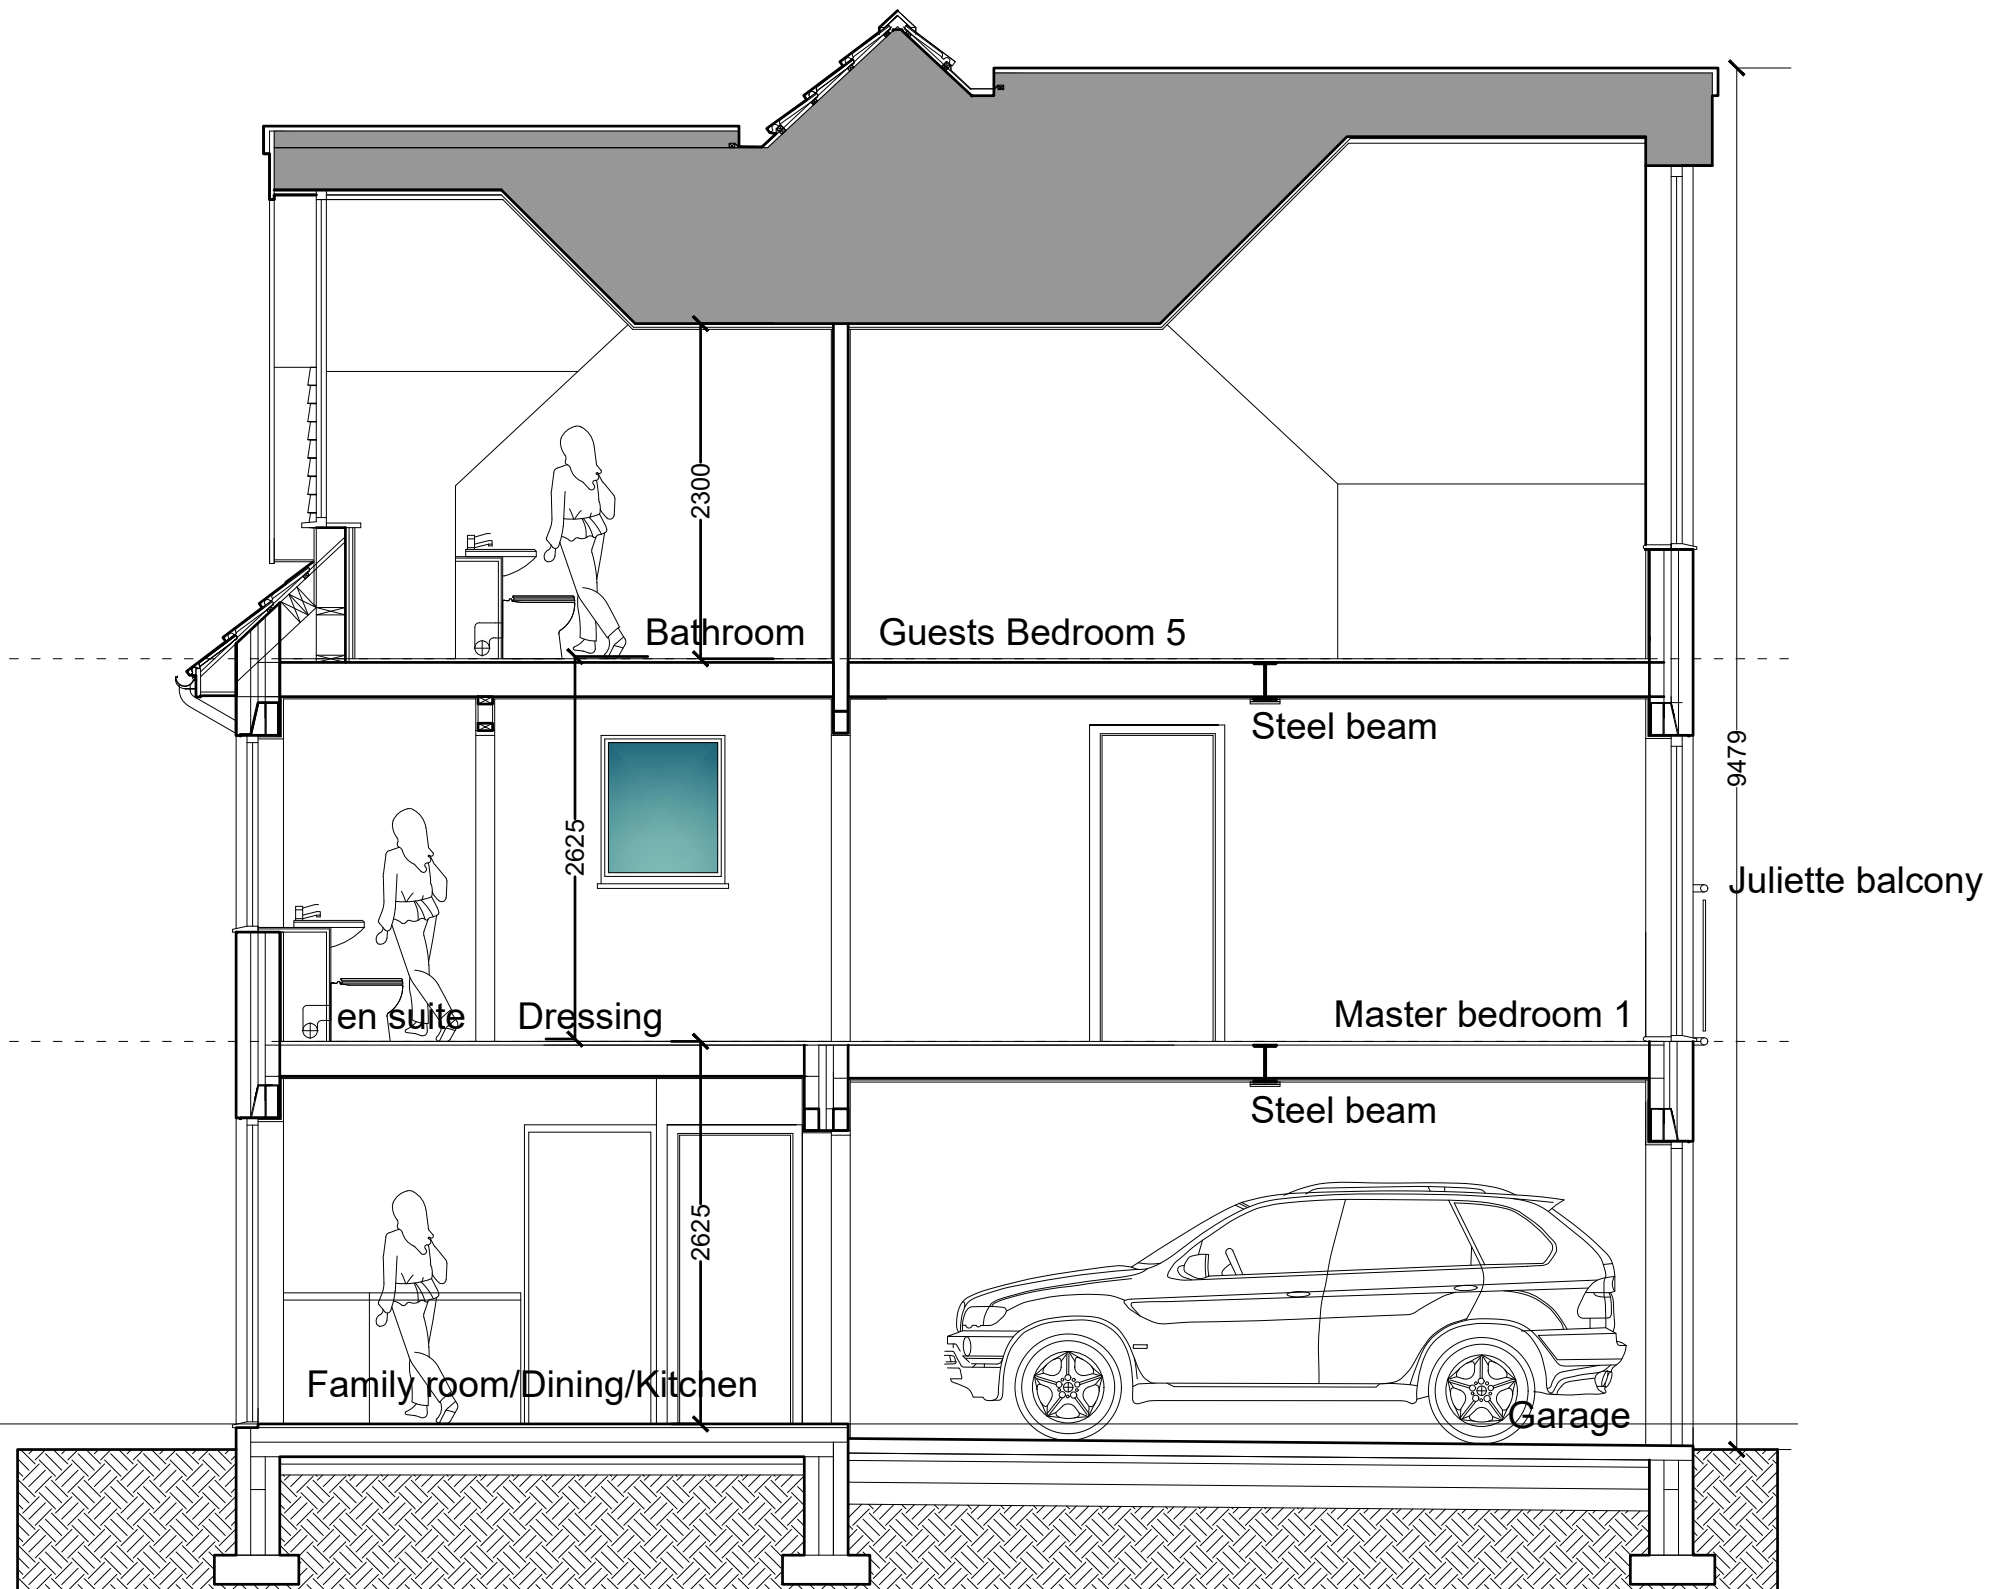 2300
Bathroom
Guests Bedroom 5
Steel beam
9479
2625
Juliette balcony
en suite
Dressing
Master bedroom 1
Steel beam
2625
Family room/Dining/Kitchen
Garage